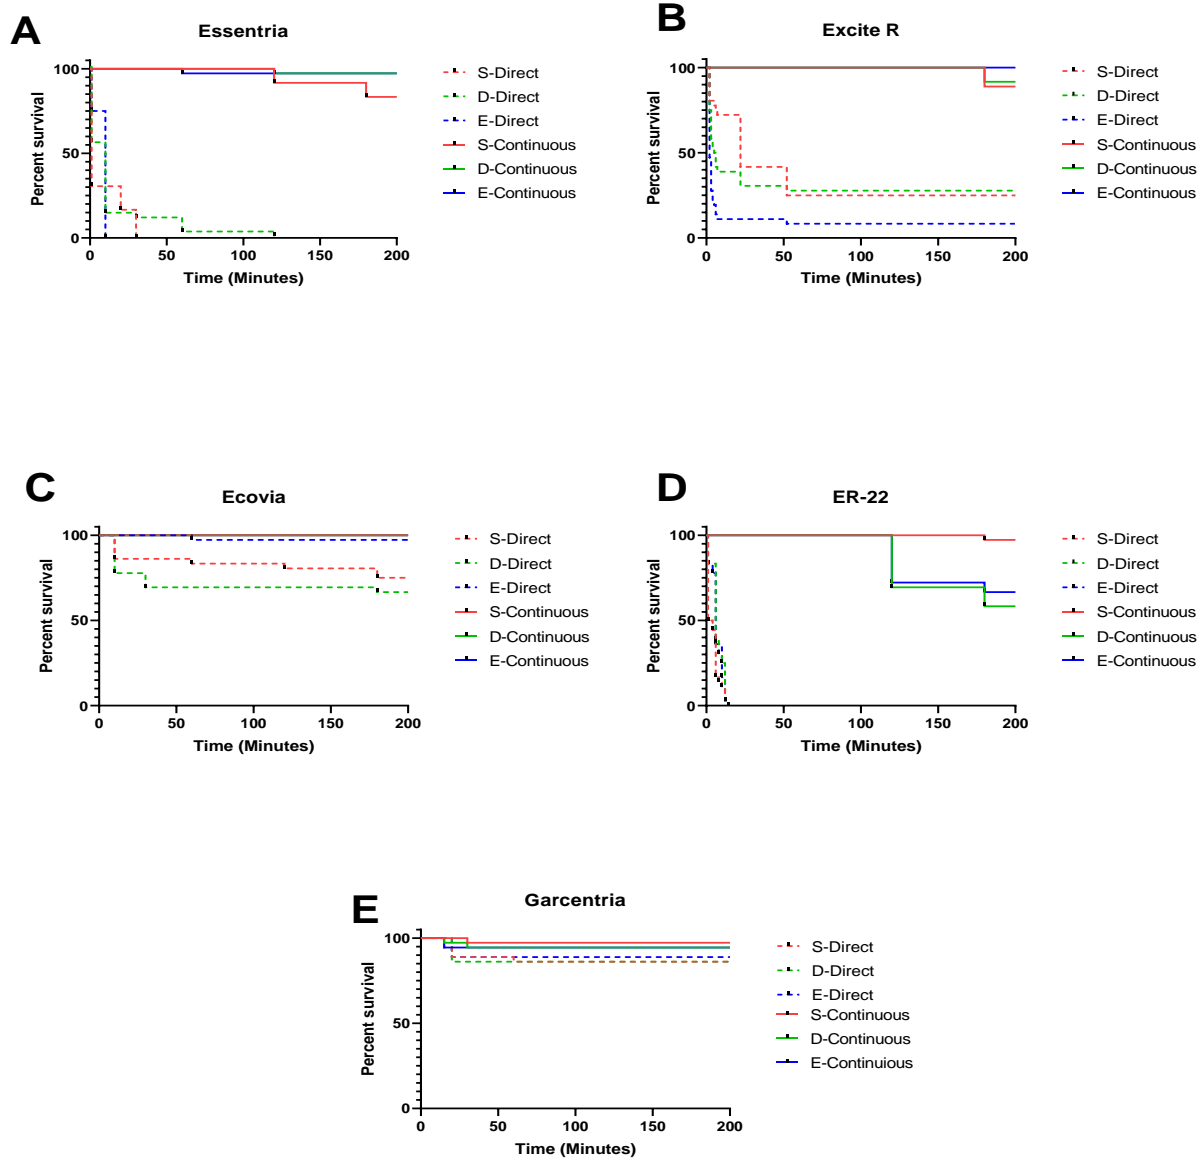 A
Essentria
Percent survival
100
50
0
0 50 100 150 200
Time (Minutes)
S-Direct
D-Direct
E-Direct
S-Continuous
D-Continuous
E-Continuous
B
Excite R
Percent survival
100
50
0
0 50 100 150 200
Time (Minutes)
S-Direct
D-Direct
E-Direct
S-Continuous
D-Continuous
E-Continuous
C
Ecovia
Percent survival
100
50
0
0 50 100 150 200
Time (Minutes)
S-Direct
D-Direct
E-Direct
S-Continuous
D-Continuous
E-Continuous
D
ER-22
Percent survival
100
50
0
0 50 100 150 200
Time (Minutes)
S-Direct
D-Direct
E-Direct
S-Continuous
D-Continuous
E-Continuous
E
Garcentria
Percent survival
100
50
0
0 50 100 150 200
Time (Minutes)
S-Direct
D-Direct
E-Direct
S-Continuous
D-Continuous
E-Continuious